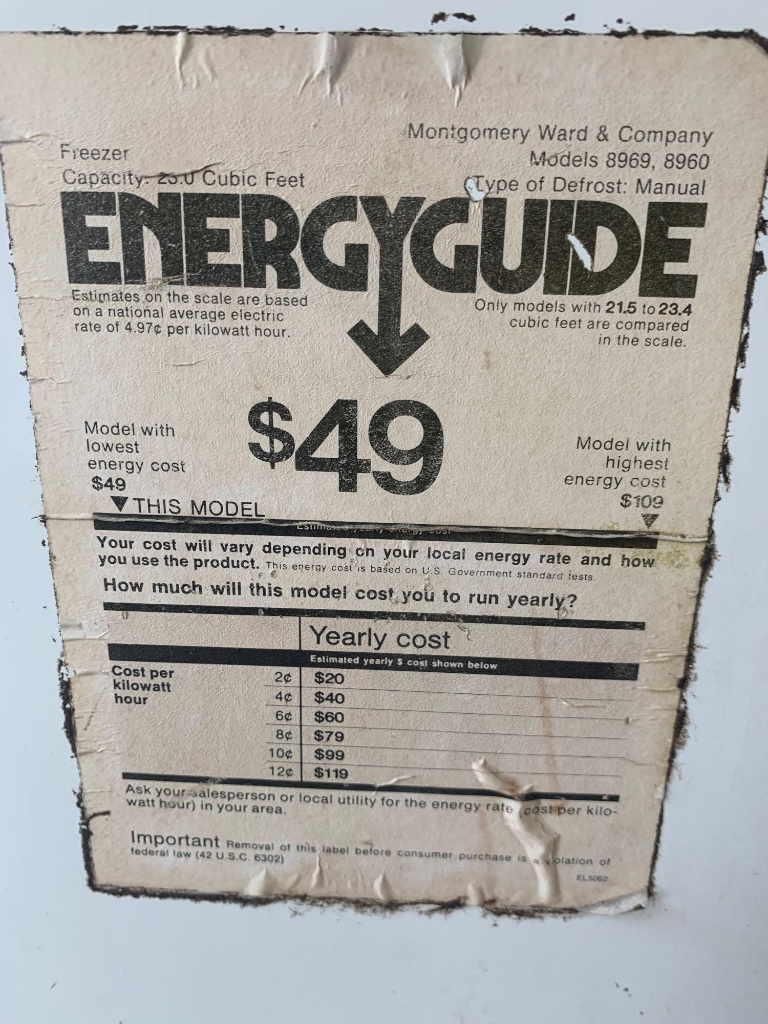 Freezer
Capacity: 23.0 Cubic Feet
Montgomery Ward & Company
Models 8969, 8960
Type of Defrost: Manual
ENERGYGUIDE
Estimates on the scale are based
on a national average electric
rate of 4.97¢ per kilowatt hour.
Only models with 21.5 to 23.4
cubic feet are compared
in the scale.
$49
Model with
lowest
energy cost
$49
Model with
highest
energy cost
$109
THIS MODEL
Estimated yearly energy cost
Your cost will vary depending on your local energy rate and how
you use the product. This energy cost is based on U.S. Government standard tests.
How much will this model cost you to run yearly?
Yearly cost
Estimated yearly $ cost shown below
Cost per
kilowatt
hour
2¢ $20
4¢ $40
6¢ $60
8¢ $79
10¢ $99
12¢ $119
Ask your salesperson or local utility for the energy rate (cost per kilo-
watt hour) in your area.
Important Removal of this label before consumer purchase is a violation of
federal law (42 U.S.C. 6302)
EL5062